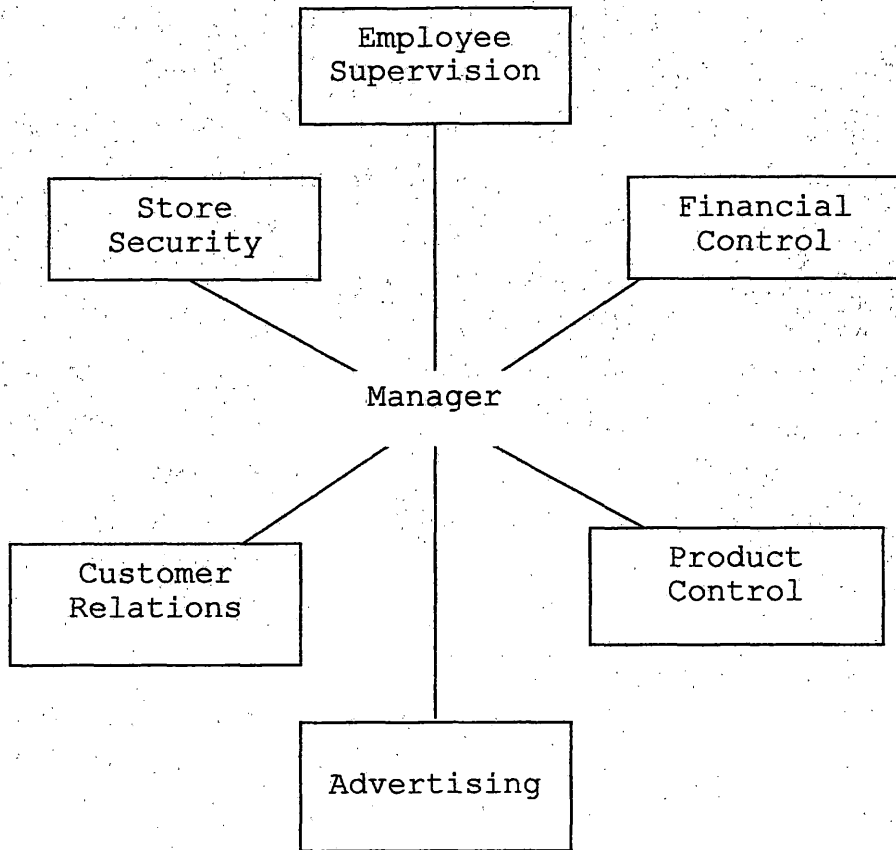 Employee
Supervision
Store
Security
Financial
Control
Manager
Customer
Relations
Product
Control
Advertising